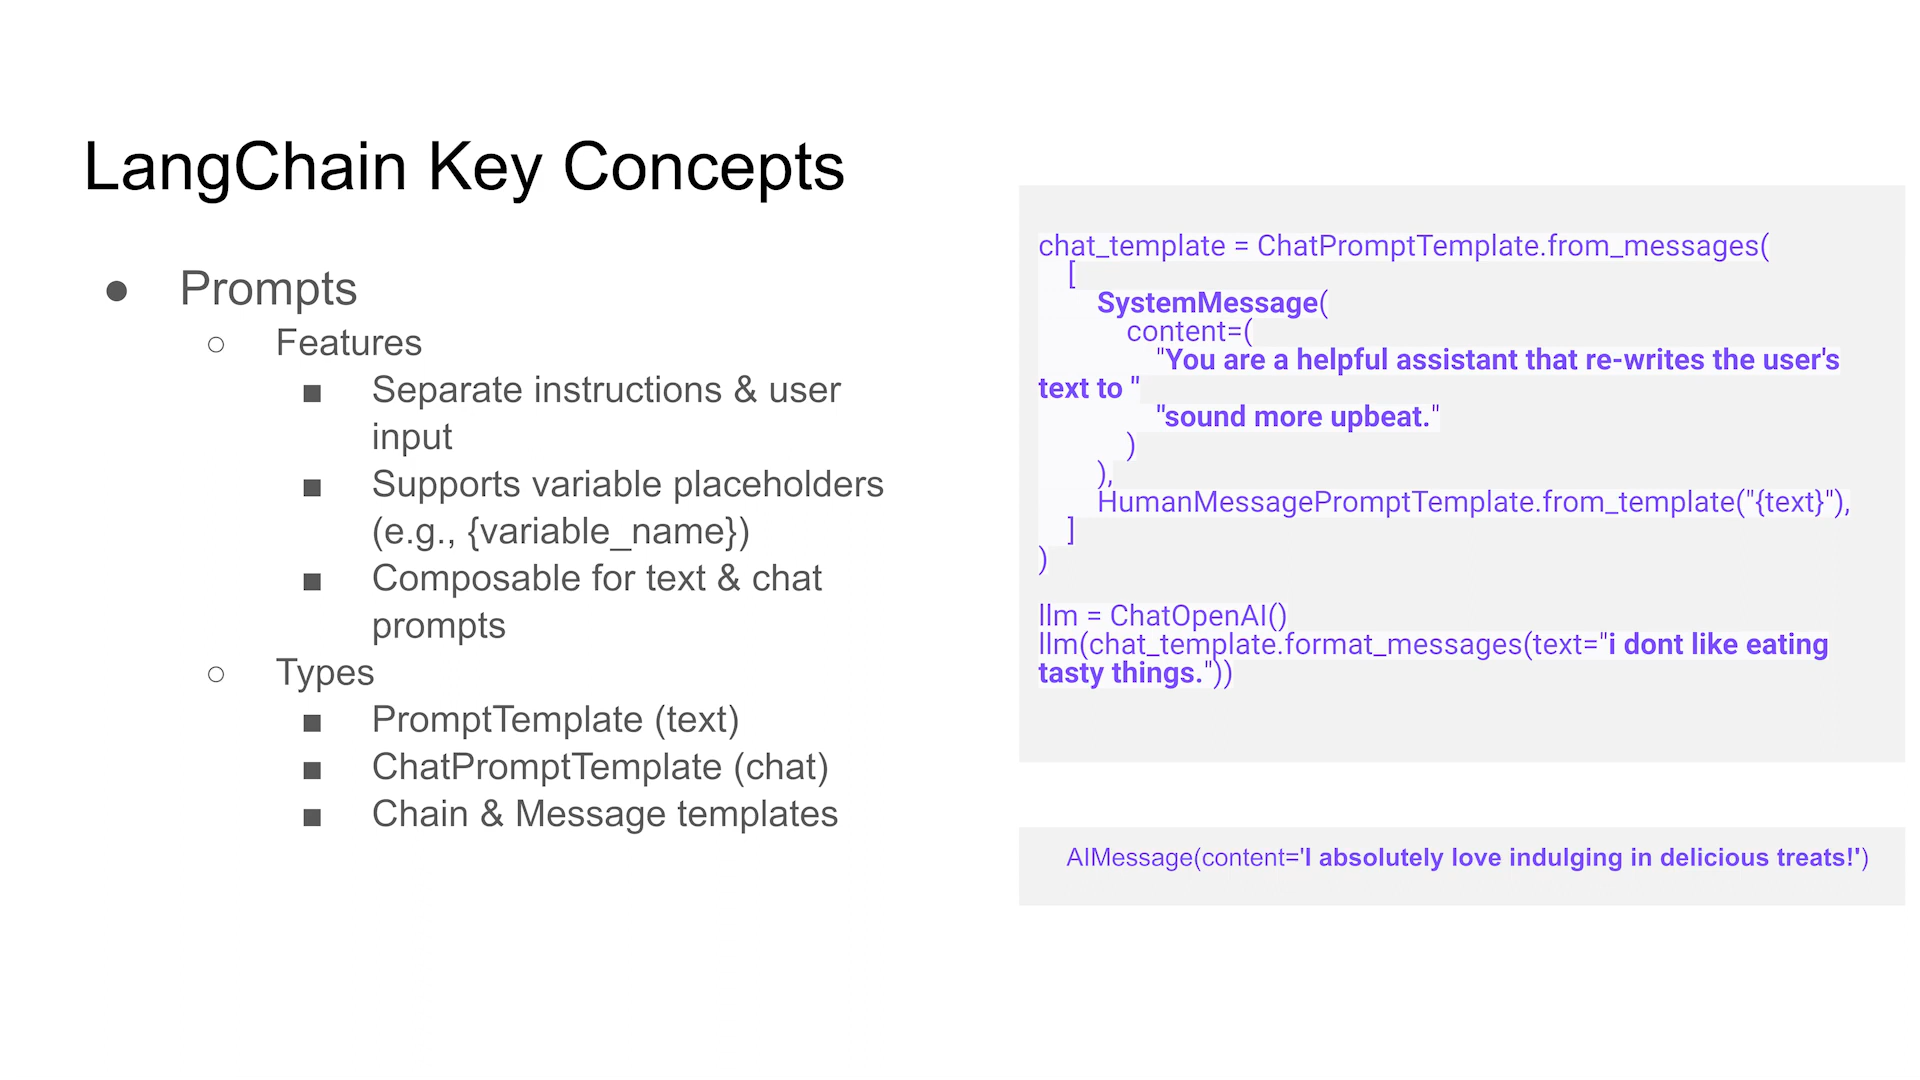 LangChain Key Concepts
● Prompts
○ Features
■ Separate instructions & user
input
■ Supports variable placeholders
(e.g., {variable_name})
■ Composable for text & chat
prompts
○ Types
■ PromptTemplate (text)
■ ChatPromptTemplate (chat)
■ Chain & Message templates
chat_template = ChatPromptTemplate.from_messages(
[
SystemMessage(
content=(
"You are a helpful assistant that re-writes the user's
text to "
"sound more upbeat."
)
),
HumanMessagePromptTemplate.from_template("{text}"),
]
)
llm = ChatOpenAI()
llm(chat_template.format_messages(text="i dont like eating
tasty things."))
AIMessage(content='I absolutely love indulging in delicious treats!')